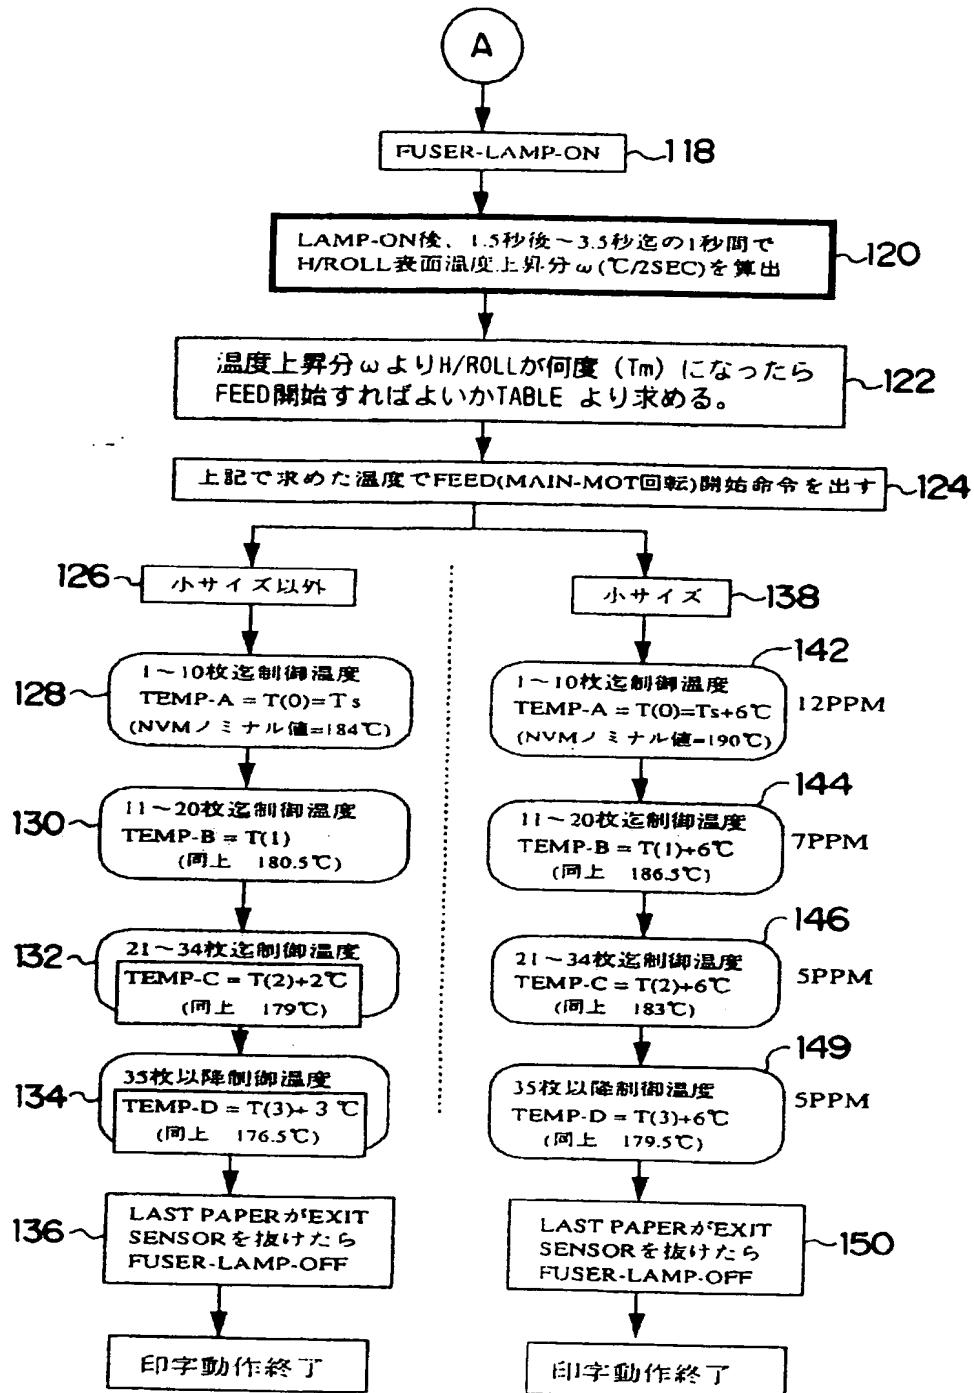 A
FUSER-LAMP-ON
118
LAMP-ON後、1.5秒後～3.5秒迄の1秒間で
H/ROLL表面温度上昇分ω(℃/2SEC)を算出
120
温度上昇分ωよりH/ROLLが何度 (Tm) になったら
FEED開始すればよいかTABLE より求める。
122
上記で求めた温度でFEED(MAIN-MOT回転)開始命令を出す
124
126
小サイズ以外
128
1～10枚迄制御温度
TEMP-A = T(0)=Ts
(NVMノミナル値=184℃)
130
11～20枚迄制御温度
TEMP-B = T(1)
(同上 180.5℃)
132
21～34枚迄制御温度
TEMP-C = T(2)+2℃
(同上 179℃)
134
35枚以降制御温度
TEMP-D = T(3)+ 3 ℃
(同上 176.5℃)
136
LAST PAPERがEXIT
SENSORを抜けたら
FUSER-LAMP-OFF
印字動作終了
小サイズ
138
142
1～10枚迄制御温度
TEMP-A = T(0)=Ts+6℃
(NVMノミナル値=190℃)
12PPM
144
11～20枚迄制御温度
TEMP-B = T(1)+6℃
(同上 186.5℃)
7PPM
146
21～34枚迄制御温度
TEMP-C = T(2)+6℃
(同上 183℃)
5PPM
149
35枚以降制御温度
TEMP-D = T(3)+6℃
(同上 179.5℃)
5PPM
LAST PAPERがEXIT
SENSORを抜けたら
FUSER-LAMP-OFF
150
印字動作終了